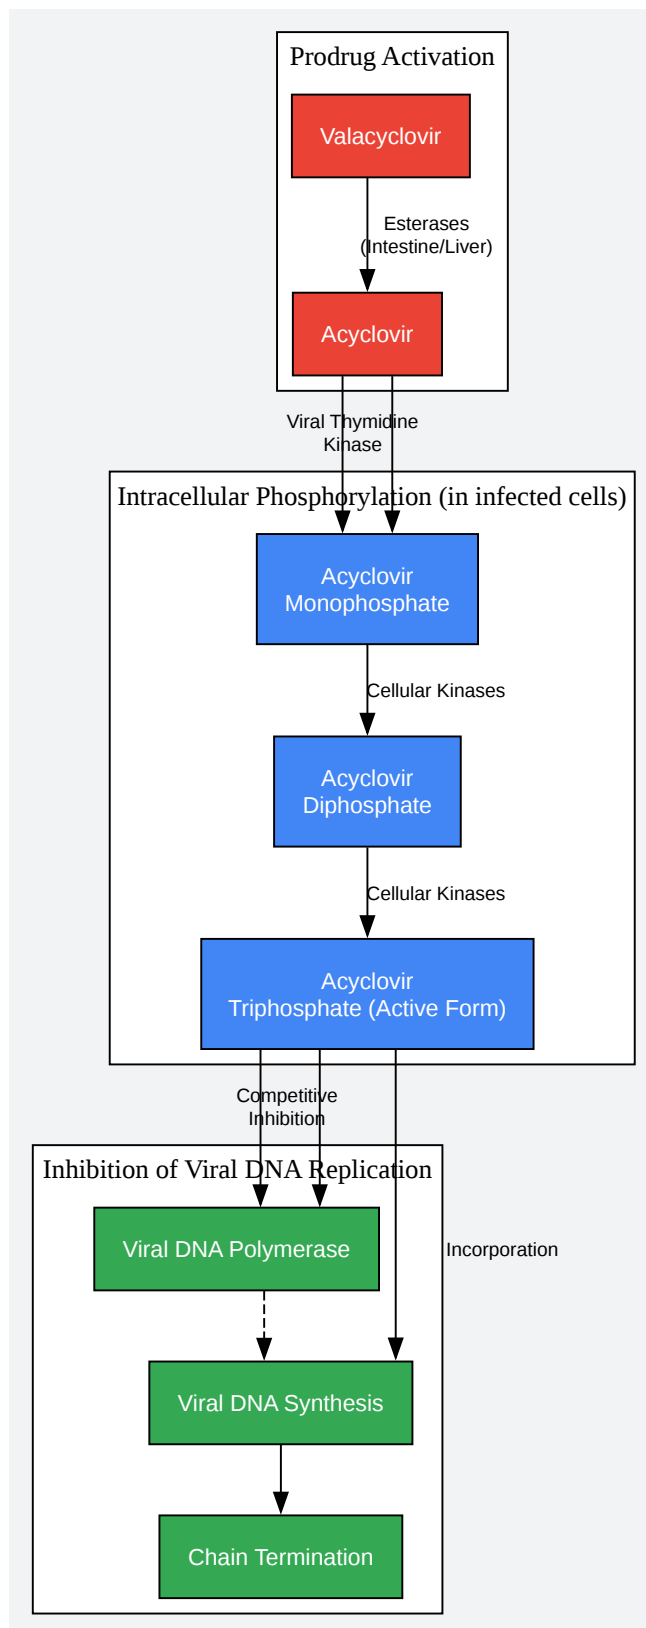 Prodrug Activation
Valacyclovir
Esterases
(Intestine/Liver)
Acyclovir
Viral Thymidine
Kinase
Intracellular Phosphorylation (in infected cells)
Acyclovir
Monophosphate
Cellular Kinases
Acyclovir
Diphosphate
Cellular Kinases
Acyclovir
Triphosphate (Active Form)
Competitive
Inhibition
Inhibition of Viral DNA Replication
Viral DNA Polymerase
Incorporation
Viral DNA Synthesis
Chain Termination